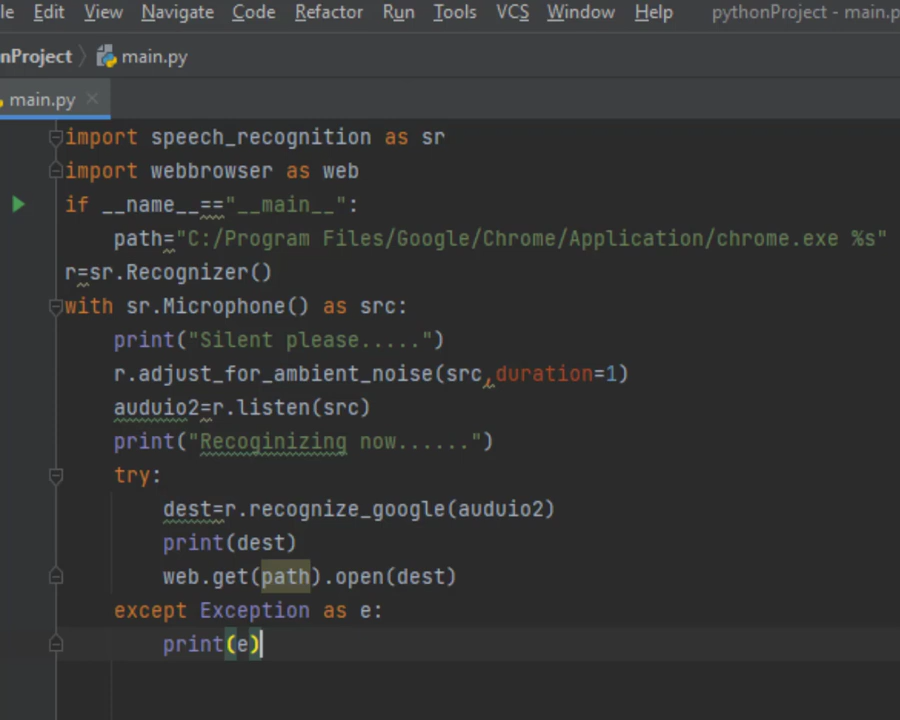 le Edit View Navigate Code Refactor Run Tools VCS Window Help pythonProject - main.p
nProject main.py
main.py
import speech_recognition as sr
import webbrowser as web
if __name__=="__main__":
    path="C:/Program Files/Google/Chrome/Application/chrome.exe %s"
r=sr.Recognizer()
with sr.Microphone() as src:
    print("Silent please.....")
    r.adjust_for_ambient_noise(src,duration=1)
    auduio2=r.listen(src)
    print("Recoginizing now......")
    try:
        dest=r.recognize_google(auduio2)
        print(dest)
        web.get(path).open(dest)
    except Exception as e:
        print(e)